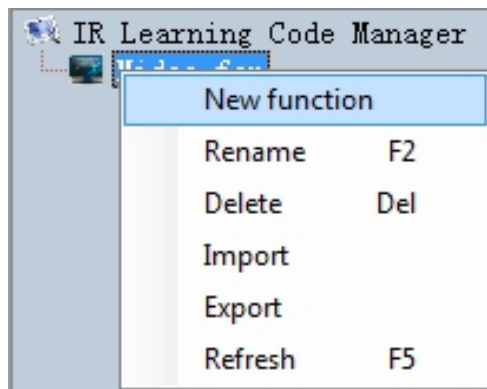 IR Learning Code Manager
New function
Rename F2
Delete Del
Import
Export
Refresh F5